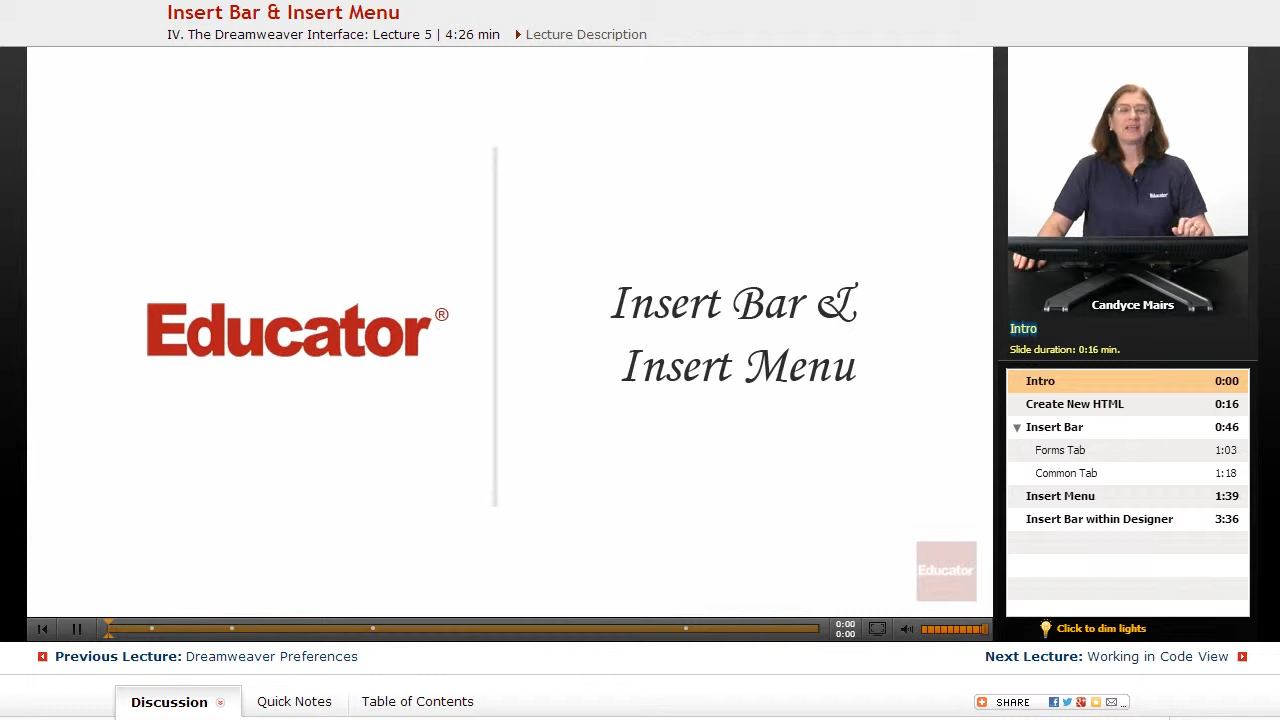 Insert Bar & Insert Menu
IV. The Dreamweaver Interface: Lecture 5 | 4:26 min
Lecture Description
Educator®
Insert Bar &
Insert Menu
Educator
Educator
Candyce Mairs
Intro
Slide duration: 0:16 min.
Intro 0:00
Create New HTML 0:16
Insert Bar 0:46
Forms Tab 1:03
Common Tab 1:18
Insert Menu 1:39
Insert Bar within Designer 3:36
0:00
0:00
Click to dim lights
Previous Lecture: Dreamweaver Preferences
Next Lecture: Working in Code View
Discussion
Quick Notes
Table of Contents
SHARE